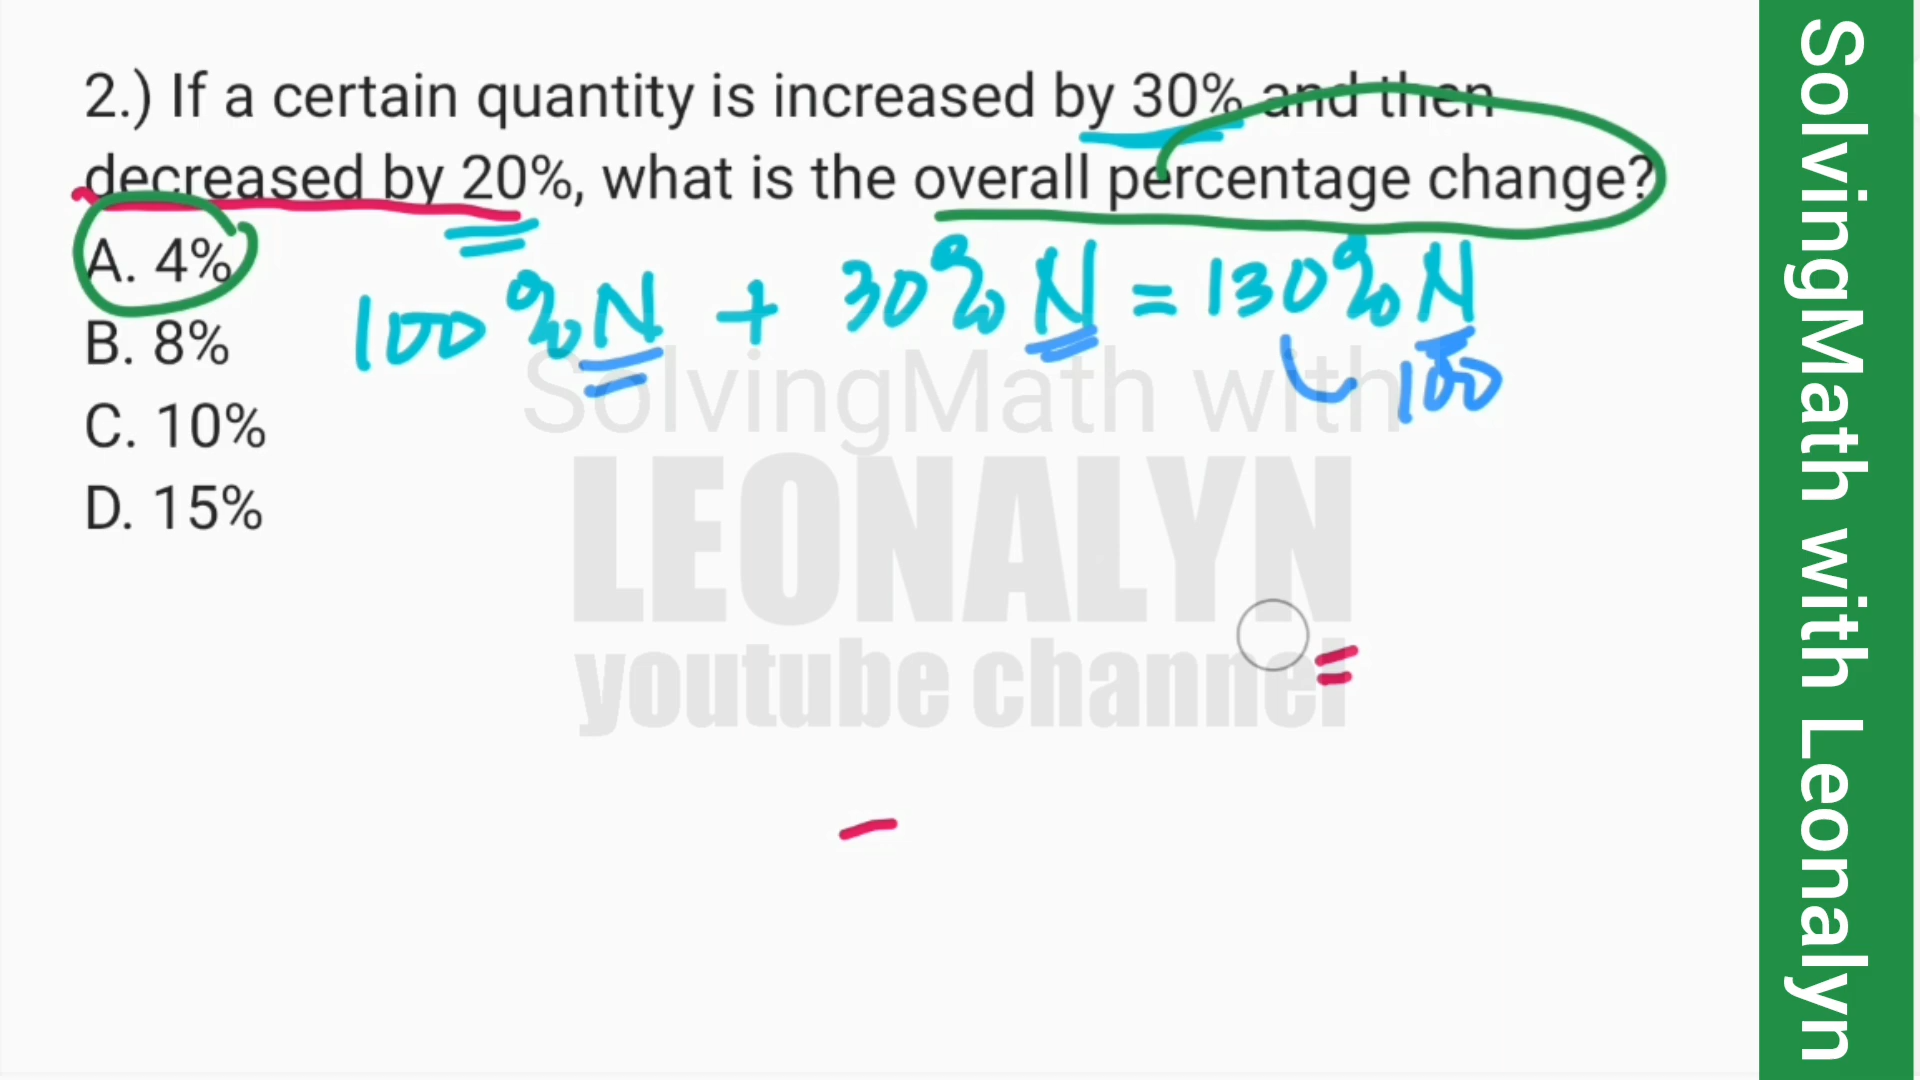 2.) If a certain quantity is increased by 30% and then
decreased by 20%, what is the overall percentage change?
A. 4%
100%N + 30%N = 130%N
B. 8%
100
C. 10%
D. 15%
SolvingMath with
LEONALYN
youtube channel
SolvingMath with Leonalyn